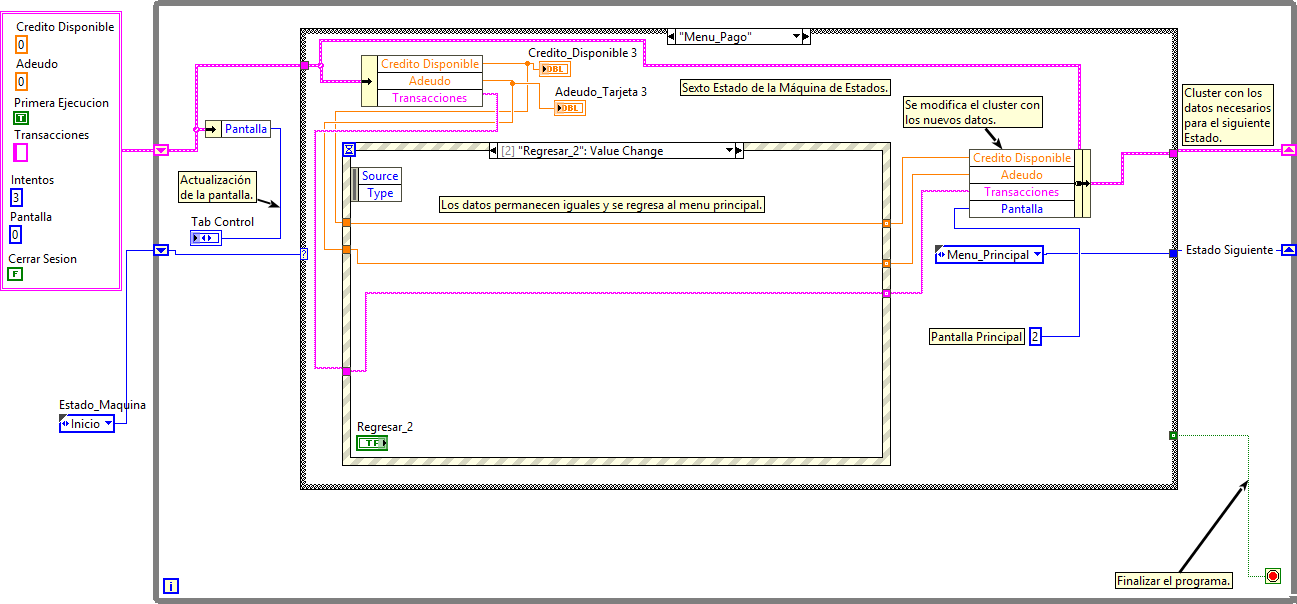 Credito Disponible
0
Adeudo
0
Primera Ejecucion
T
Transacciones
Intentos
3
Pantalla
0
Cerrar Sesion
F
Estado_Maquina
Inicio
Pantalla
Actualización
de la pantalla.
Tab Control
"Menu_Pago"
Credito Disponible
Adeudo
Transacciones
Credito_Disponible 3
DBL
Adeudo_Tarjeta 3
DBL
Sexto Estado de la Máquina de Estados.
[2] "Regresar_2": Value Change
Source
Type
Los datos permanecen iguales y se regresa al menu principal.
Regresar_2
TF
Se modifica el cluster con
los nuevos datos.
Credito Disponible
Adeudo
Transacciones
Pantalla
Menu_Principal
Pantalla Principal
2
?
Cluster con los
datos necesarios
para el siguiente
Estado.
Estado Siguiente
Finalizar el programa.
i